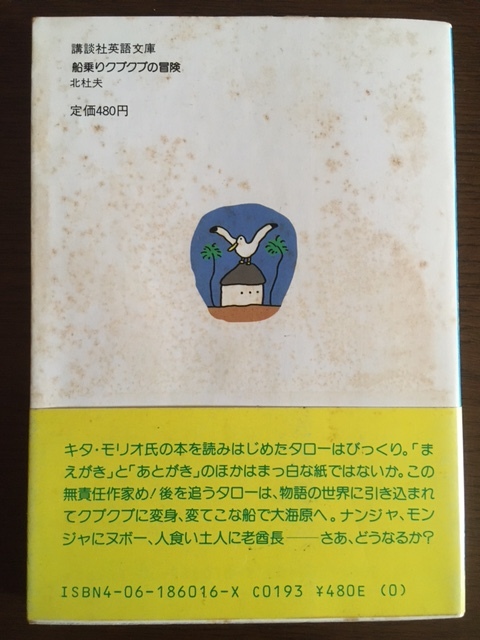 講談社英語文庫
船乗りクプクプの冒険
北杜夫
定価480円
キタ・モリオ氏の本を読みはじめたタローはびっくり。「ま
えがき」と「あとがき」のほかはまっ白な紙ではないか。この
無責任作家め!後を追うタローは、物語の世界に引き込まれ
てクプクプに変身、変てこな船で大海原へ。ナンジャ、モン
ジャにヌボー、人食い土人に老酋長——さあ、どうなるか?
ISBN4-06-186016-X C0193 ¥480E (0)